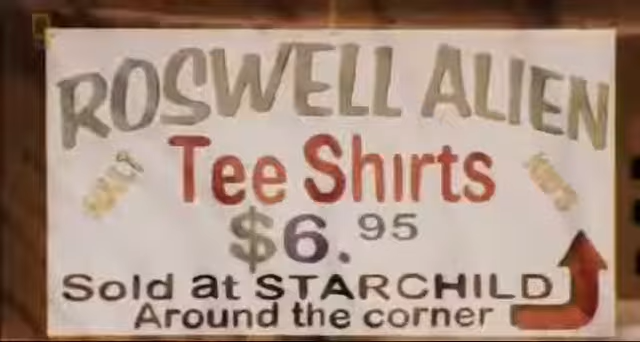 ROSWELL ALIEN
Tee Shirts
$6.95
Sold at STARCHILD
Around the corner